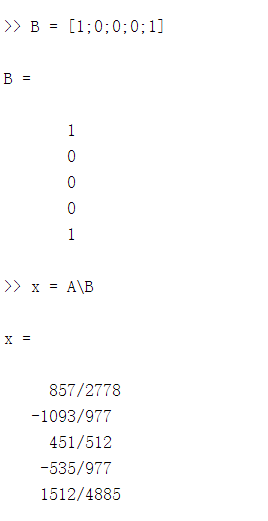 >> B = [1;0;0;0;1]
B =
1
0
0
0
1
>> x = A\B
x =
857/2778
-1093/977
451/512
-535/977
1512/4885